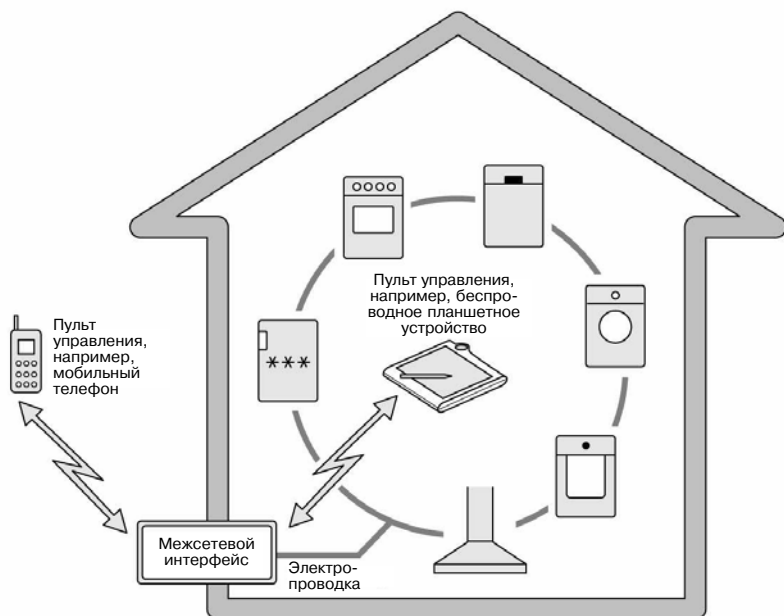 Пульт управления,
например, беспро-
водное планшетное
устройство
Пульт
управления,
например,
мобильный
телефон
Межсетевой
интерфейс
Электро-
проводка